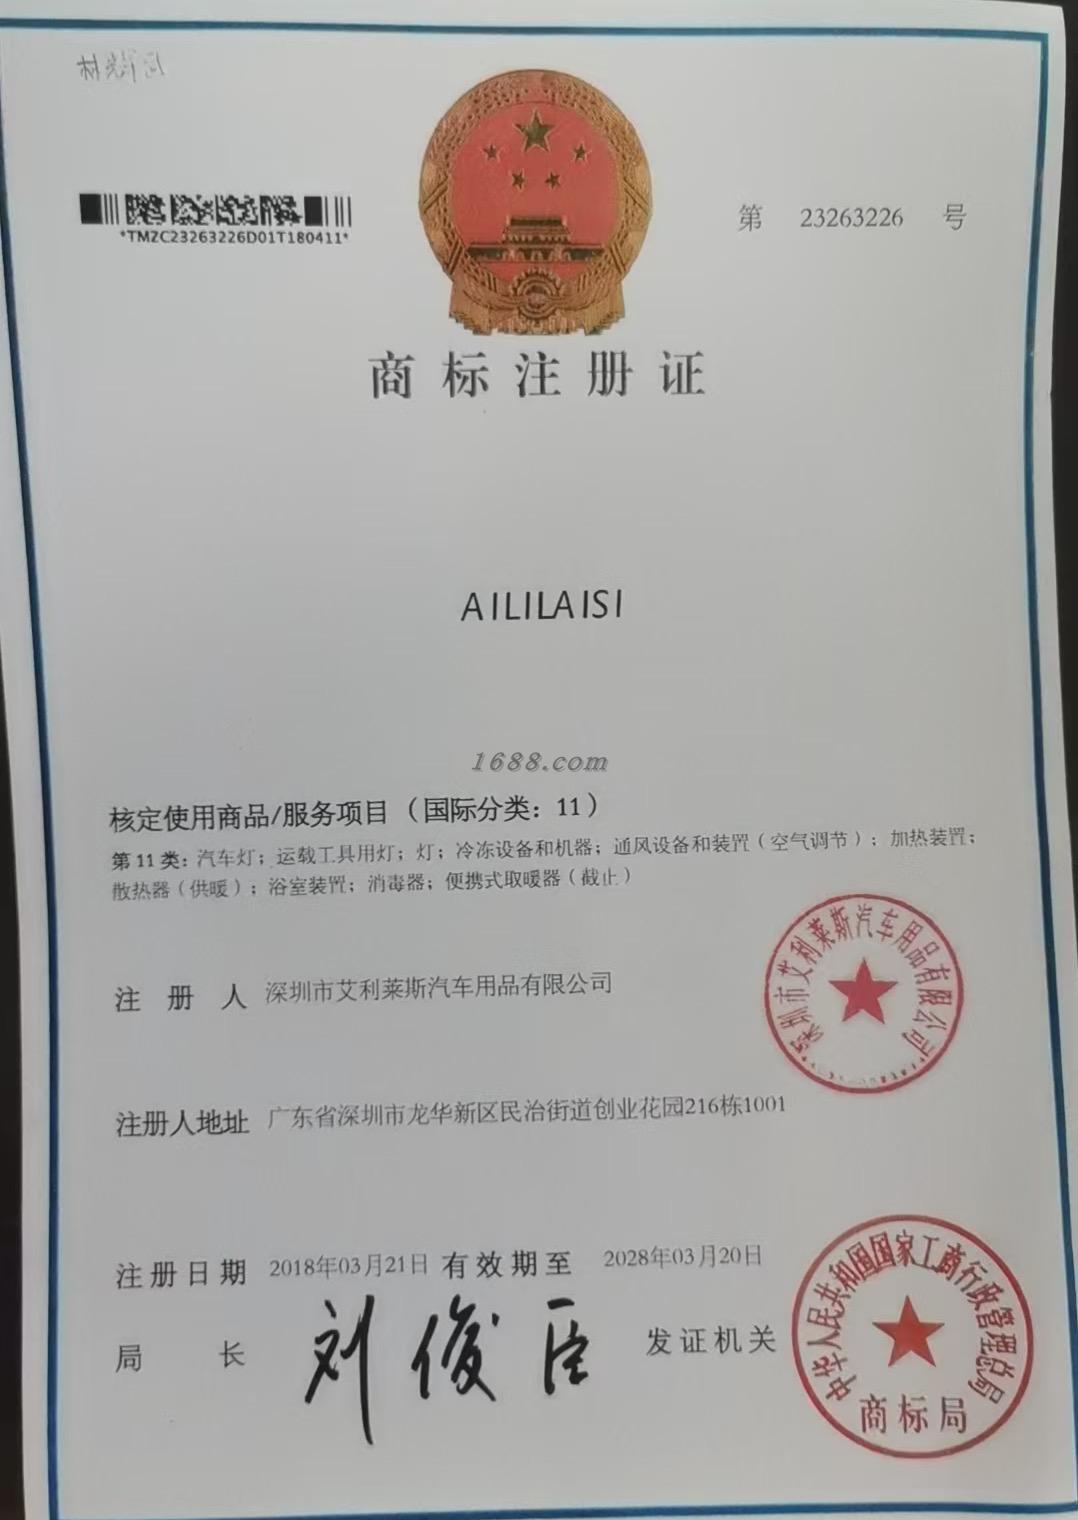 *TMZC23263226D01T180411*
第 23263226 号
商标注册证
AILILAISI
1688.com
核定使用商品/服务项目（国际分类：11）
第11类：汽车灯；运载工具用灯；灯；冷冻设备和机器；通风设备和装置（空气调节）；加热装置；
散热器（供暖）；浴室装置；消毒器；便携式取暖器（截止）
注册人 深圳市艾利莱斯汽车用品有限公司
深圳市艾利莱斯汽车用品有限公司
注册人地址 广东省深圳市龙华新区民治街道创业花园216栋1001
注册日期 2018年03月21日 有效期至 2028年03月20日
局长 刘俊臣 发证机关
中华人民共和国国家工商行政管理总局
商标局